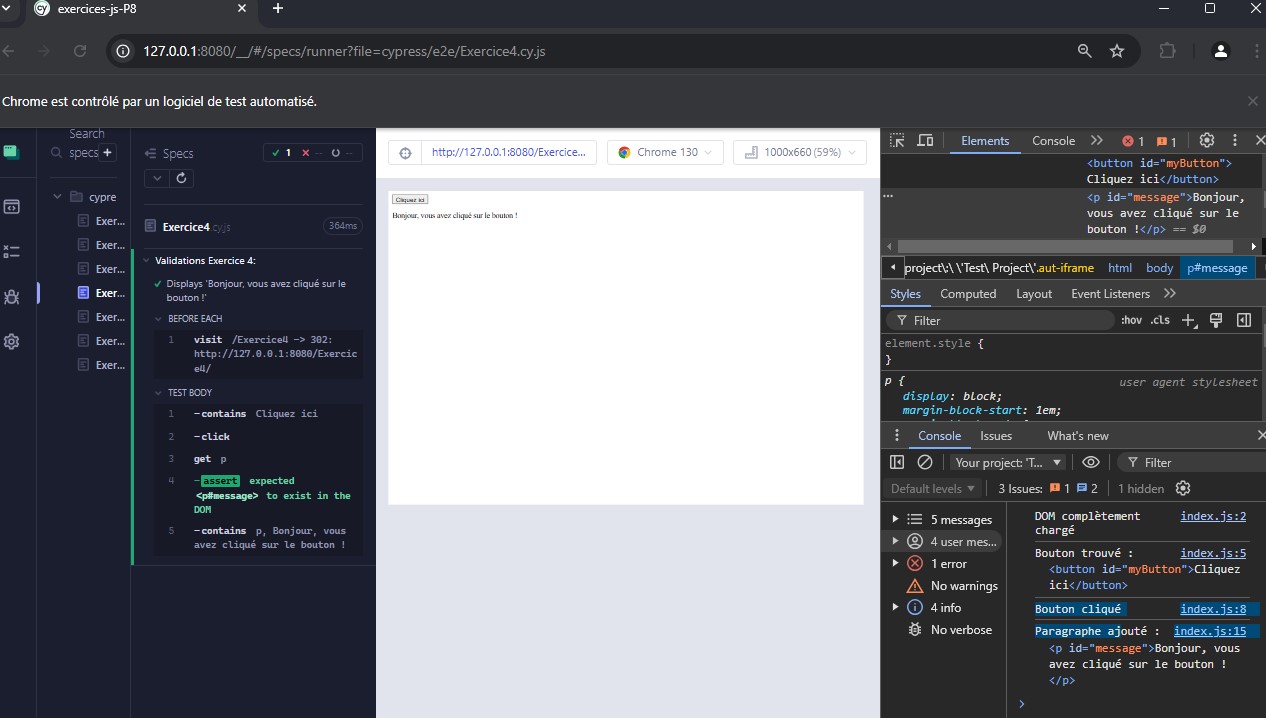 exercices-js-P8
127.0.0.1:8080/__/#/specs/runner?file=cypress/e2e/Exercice4.cy.js
Chrome est contrôlé par un logiciel de test automatisé.
Search
specs
cypre
Exer...
Exer...
Exer...
Exer...
Exer...
Exer...
Exer...
Specs
1
--
--
Exercice4.cy.js
364ms
Validations Exercice 4:
Displays 'Bonjour, vous avez cliqué sur le
bouton !'
BEFORE EACH
1 visit /Exercice4 -> 302:
http://127.0.0.1:8080/Exercic
e4/
TEST BODY
1 -contains Cliquez ici
2 -click
3 get p
4 -assert expected
<p#message> to exist in the
DOM
5 -contains p, Bonjour, vous
avez cliqué sur le bouton !
http://127.0.0.1:8080/Exercice...
Chrome 130
1000x660 (59%)
Cliquez ici
Bonjour, vous avez cliqué sur le bouton !
Elements
Console
1
1
<button id="myButton">
Cliquez ici</button>
<p id="message">Bonjour,
vous avez cliqué sur le
bouton !</p> == $0
project\:\ \'Test\ Project\'.aut-iframe html body p#message
Styles Computed Layout Event Listeners
Filter
:hov .cls
element.style {
}
p {
user agent stylesheet
display: block;
margin-block-start: 1em;
Console Issues What's new
Your project: 'T...
Filter
Default levels
3 Issues: 1 2
1 hidden
5 messages
4 user mes...
1 error
No warnings
4 info
No verbose
DOM complètement index.js:2
chargé
Bouton trouvé : index.js:5
<button id="myButton">Cliquez
ici</button>
Bouton cliqué index.js:8
Paragraphe ajouté : index.js:15
<p id="message">Bonjour, vous
avez cliqué sur le bouton !
</p>